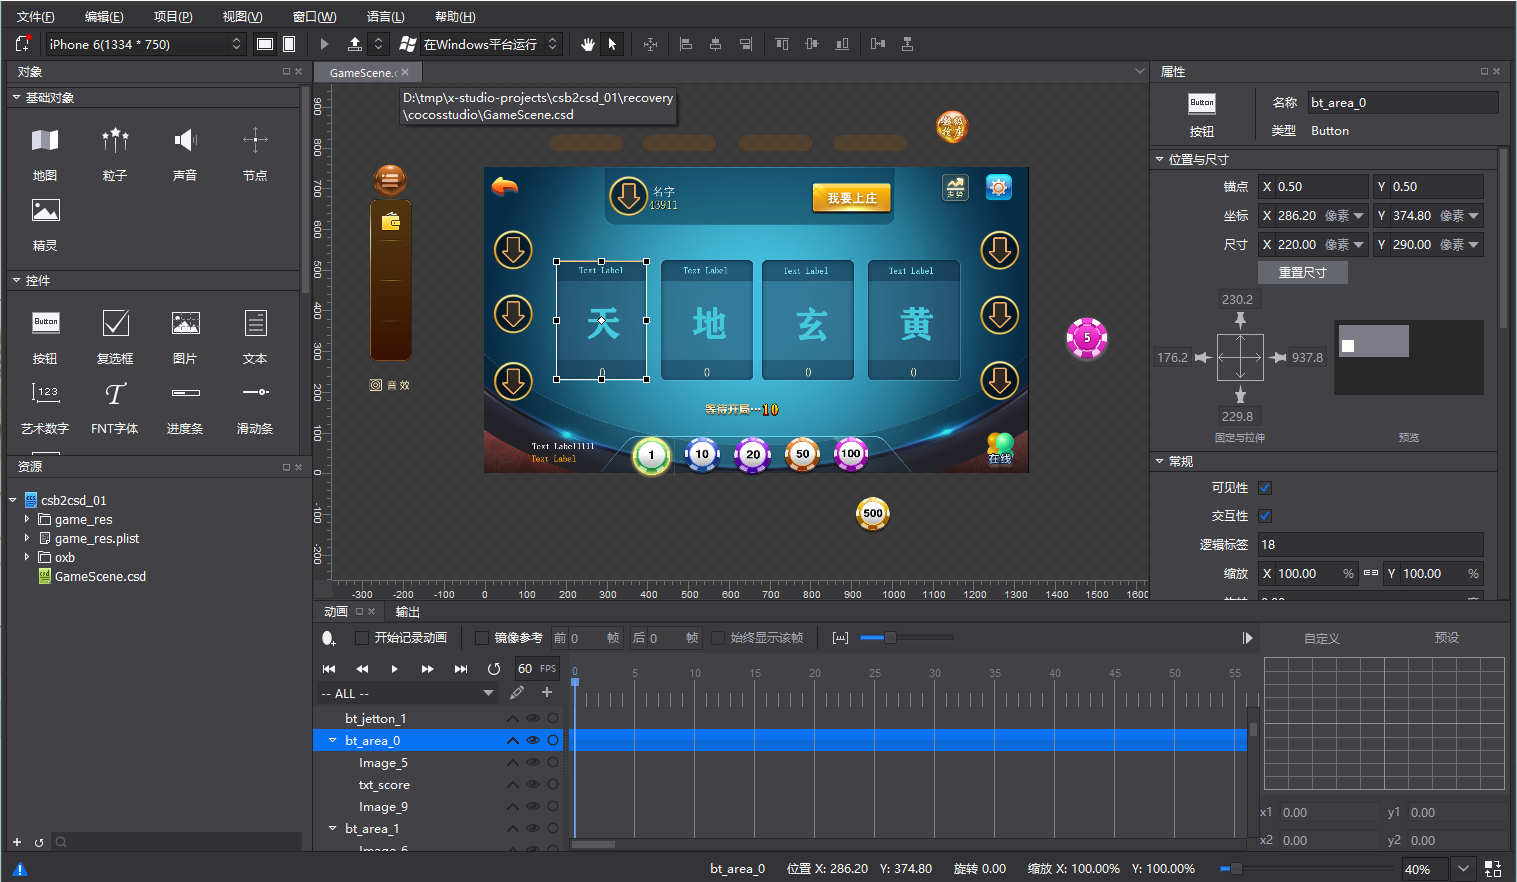 文件(F) 编辑(E) 项目(P) 视图(V) 窗口(W) 语言(L) 帮助(H)
iPhone 6(1334 * 750) 在Windows平台运行
对象
基础对象
地图 粒子 声音 节点
精灵
控件
Button
按钮 复选框 图片 文本
123
艺术数字 FNT字体 进度条 滑动条
资源
csb2csd_01
game_res
game_res.plist
oxb
GameScene.csd
GameScene.c
D:\tmp\x-studio-projects\csb2csd_01\recovery
\cocosstudio\GameScene.csd
900 800 700 600 500 400 300 200 100 0 -100 -200
超级
抢庄
名字
43911
我要上庄
走势
Text Label Text Label Text Label Text Label
天 地 玄 黄
0 0 0 0
音效
5
等待开局…10
Text Label1111
Text Label
1 10 20 50 100
在线
500
-300 -200 -100 0 100 200 300 400 500 600 700 800 900 1000 1100 1200 1300 1400 1500 1600
动画 输出
开始记录动画 镜像参考 前 0 帧 后 0 帧 始终显示该帧
60 FPS
-- ALL --
0 5 10 15 20 25 30 35 40 45 50 55
bt_jetton_1
bt_area_0
Image_5
txt_score
Image_9
bt_area_1
Image_6
属性
Button
按钮
名称 bt_area_0
类型 Button
位置与尺寸
锚点 X 0.50 Y 0.50
坐标 X 286.20 像素 Y 374.80 像素
尺寸 X 220.00 像素 Y 290.00 像素
重置尺寸
230.2
176.2 937.8
229.8
固定与拉伸 预览
常规
可见性
交互性
逻辑标签 18
缩放 X 100.00 % Y 100.00 %
旋转 0.00 度
自定义 预设
x1 0.00 y1 0.00
x2 0.00 y2 0.00
bt_area_0 位置 X: 286.20 Y: 374.80 旋转 0.00 缩放 X: 100.00% Y: 100.00% 40%